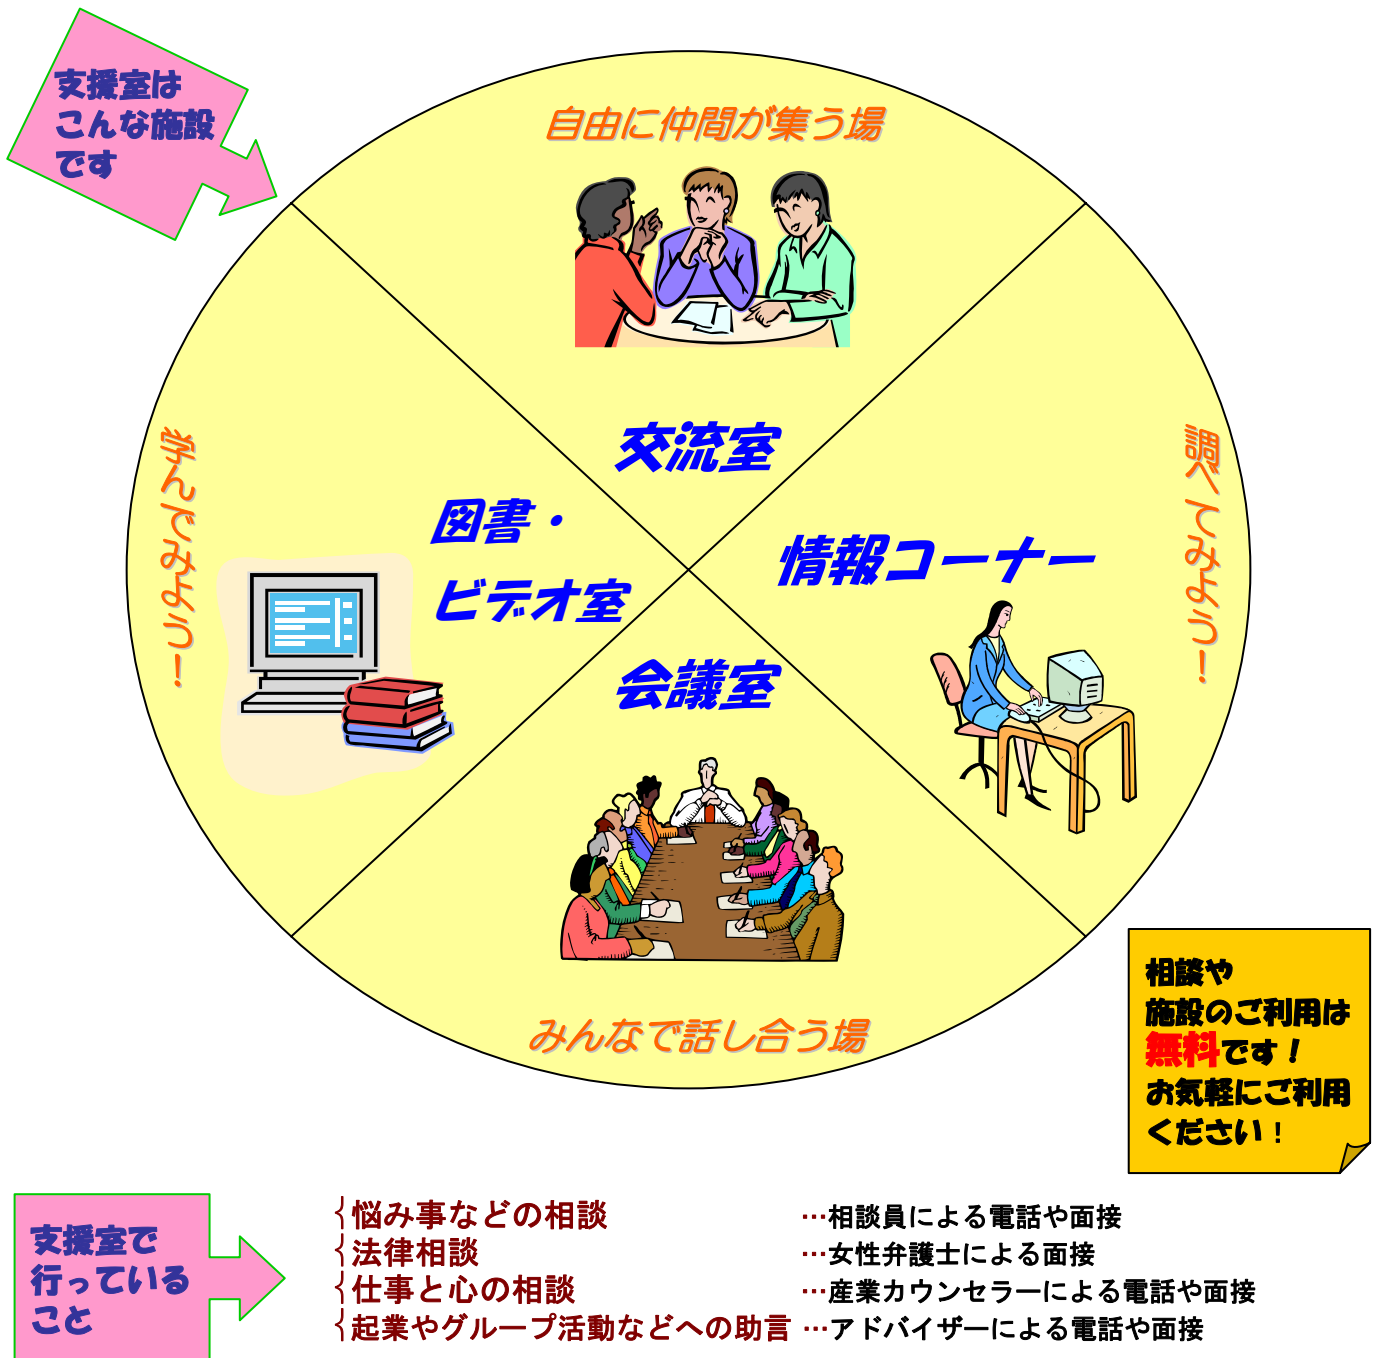 支援室は
こんな施設
です
自由に仲間が集う場
交流室
学んでみよう！
図書・
ビデオ室
調べてみよう！
情報コーナー
会議室
みんなで話し合う場
相談や
施設のご利用は
無料です！
お気軽にご利用
ください！
支援室で
行っている
こと
{悩み事などの相談 …相談員による電話や面接
{法律相談 …女性弁護士による面接
{仕事と心の相談 …産業カウンセラーによる電話や面接
{起業やグループ活動などへの助言 …アドバイザーによる電話や面接